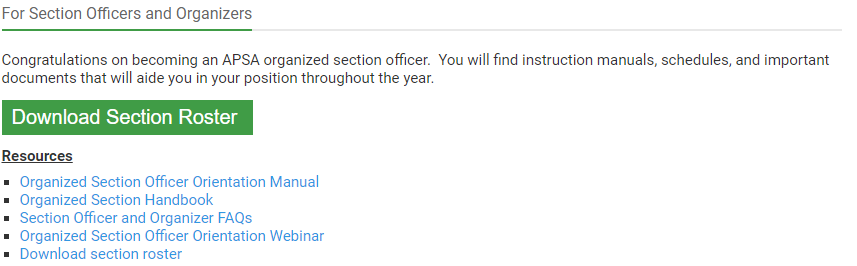 For Section Officers and Organizers
Congratulations on becoming an APSA organized section officer.  You will find instruction manuals, schedules, and important
documents that will aide you in your position throughout the year.
Download Section Roster
Resources
Organized Section Officer Orientation Manual
Organized Section Handbook
Section Officer and Organizer FAQs
Organized Section Officer Orientation Webinar
Download section roster